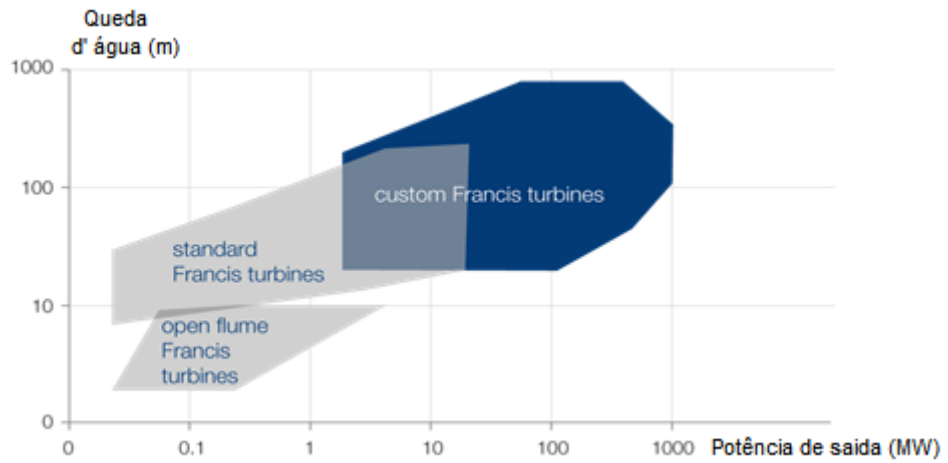 Queda
d' água (m)
1000
100
10
0
custom Francis turbines
standard
Francis turbines
open flume
Francis
turbines
0 0.1 1 10 100 1000 Potência de saida (MW)